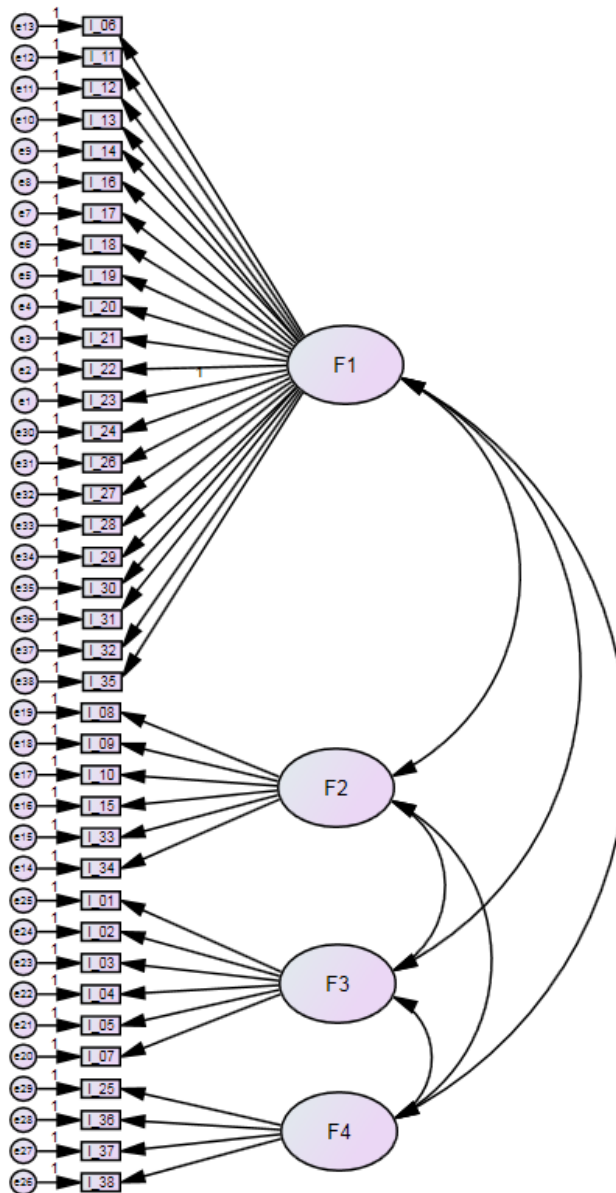 e13 1 I_06
e12 1 I_11
e11 1 I_12
e10 1 I_13
e9 1 I_14
e8 1 I_16
e7 1 I_17
e6 1 I_18
e5 1 I_19
e4 1 I_20
e3 1 I_21
F1
e2 1 I_22 1
e1 1 I_23
e30 1 I_24
e31 1 I_26
e32 1 I_27
e33 1 I_28
e34 1 I_29
e35 1 I_30
e36 1 I_31
e37 1 I_32
e38 1 I_35
e19 1 I_08
e18 1 I_09
e17 1 I_10
F2
e16 1 I_15
e15 1 I_33
e14 1 I_34
e25 1 I_01
e24 1 I_02
e23 1 I_03
F3
e22 1 I_04
e21 1 I_05
e20 1 I_07
e29 1 I_25
e28 1 I_36
F4
e27 1 I_37
e26 1 I_38